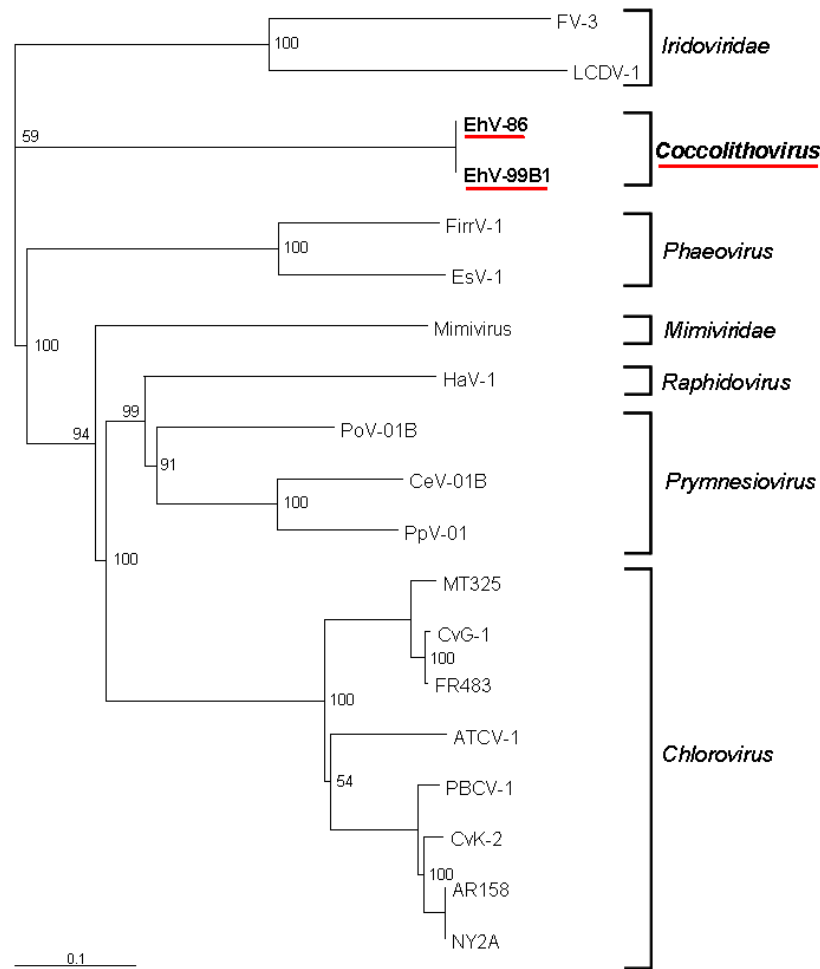 FV-3
100
Iridoviridae
LCDV-1
59
EhV-86
Coccolithovirus
EhV-99B1
FirrV-1
100
Phaeovirus
EsV-1
100
Mimivirus
Mimiviridae
HaV-1
Raphidovirus
99
94
PoV-01B
91
CeV-01B
Prymnesiovirus
100
PpV-01
100
MT325
CvG-1
100
FR483
100
ATCV-1
Chlorovirus
54
PBCV-1
CvK-2
100
AR158
NY2A
0.1